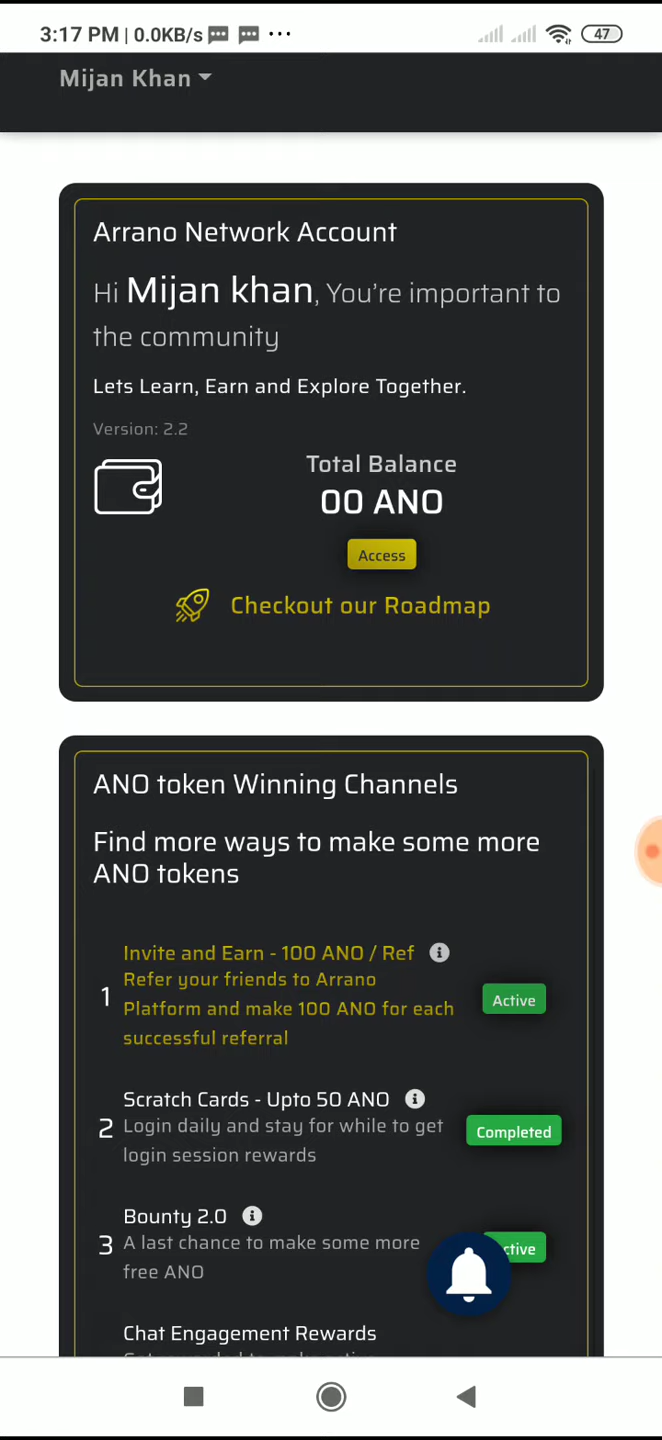 3:17 PM | 0.0KB/s ...
47
Mijan Khan
Arrano Network Account
Hi Mijan khan, You're important to
the community
Lets Learn, Earn and Explore Together.
Version: 2.2
Total Balance
00 ANO
Access
Checkout our Roadmap
ANO token Winning Channels
Find more ways to make some more
ANO tokens
1
Invite and Earn - 100 ANO / Ref
Refer your friends to Arrano
Platform and make 100 ANO for each
successful referral
Active
2
Scratch Cards - Upto 50 ANO
Login daily and stay for while to get
login session rewards
Completed
3
Bounty 2.0
A last chance to make some more
free ANO
Chat Engagement Rewards